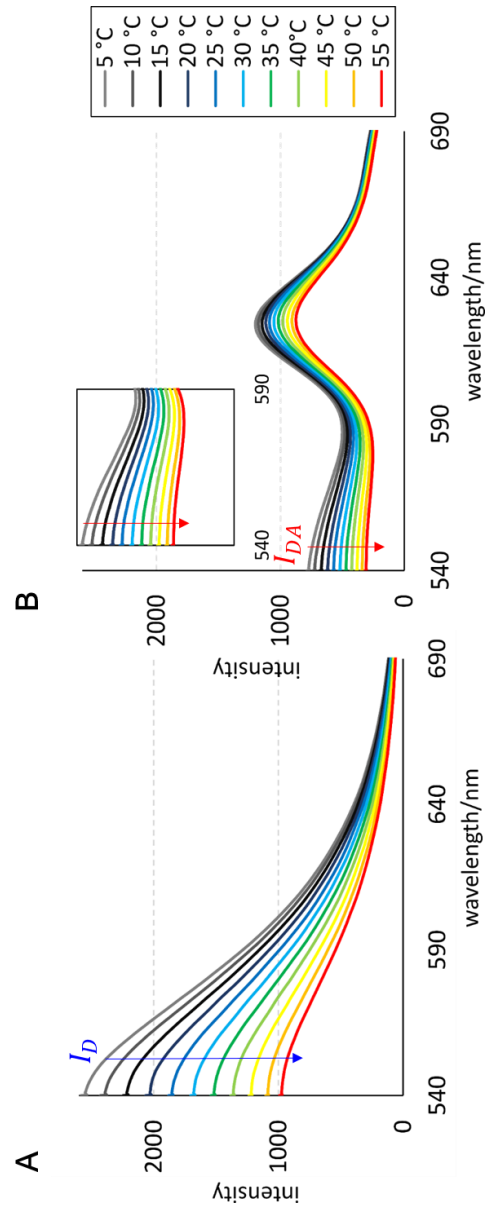 A
intensity
2000
1000
0
I_D
540
590
640
690
wavelength/nm
B
intensity
2000
1000
0
I_DA
540
590
540
590
640
690
wavelength/nm
5 °C
10 °C
15 °C
20 °C
25 °C
30 °C
35 °C
40°C
45 °C
50 °C
55 °C